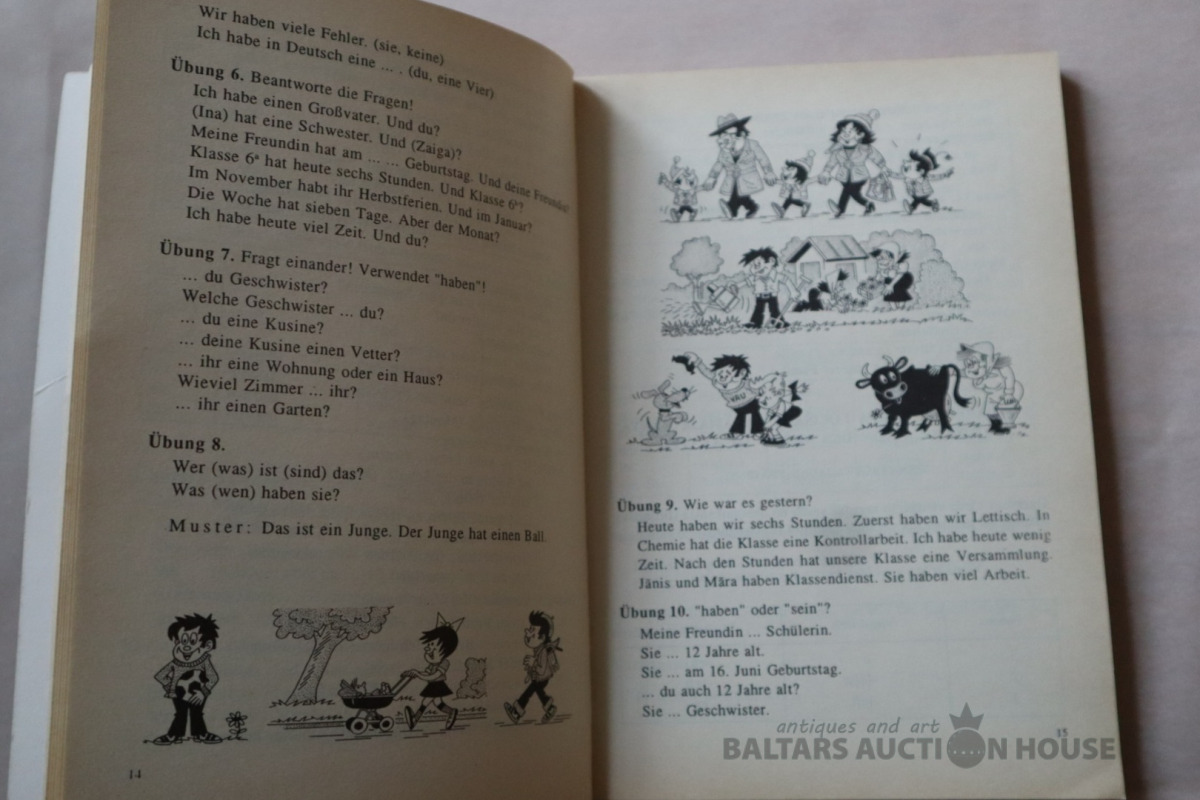 Wir haben viele Fehler. (sie, keine)
Ich habe in Deutsch eine ... . (du, eine Vier)
Übung 6. Beantworte die Fragen!
Ich habe einen Großvater. Und du?
(Ina) hat eine Schwester. Und (Zaiga)?
Meine Freundin hat am ... ... Geburtstag. Und deine Freundin?
Klasse 6ª hat heute sechs Stunden. Und Klasse 6ᵇ?
Im November habt ihr Herbstferien. Und im Januar?
Die Woche hat sieben Tage. Aber der Monat?
Ich habe heute viel Zeit. Und du?
Übung 7. Fragt einander! Verwendet "haben"!
... du Geschwister?
Welche Geschwister ... du?
... du eine Kusine?
... deine Kusine einen Vetter?
... ihr eine Wohnung oder ein Haus?
Wieviel Zimmer ... ihr?
... ihr einen Garten?
Übung 8.
Wer (was) ist (sind) das?
Was (wen) haben sie?
Muster: Das ist ein Junge. Der Junge hat einen Ball.
14
VAU
Übung 9. Wie war es gestern?
Heute haben wir sechs Stunden. Zuerst haben wir Lettisch. In
Chemie hat die Klasse eine Kontrollarbeit. Ich habe heute wenig
Zeit. Nach den Stunden hat unsere Klasse eine Versammlung.
Jānis und Māra haben Klassendienst. Sie haben viel Arbeit.
Übung 10. "haben" oder "sein"?
Meine Freundin ... Schülerin.
Sie ... 12 Jahre alt.
Sie ... am 16. Juni Geburtstag.
... du auch 12 Jahre alt?
Sie ... Geschwister.
15
antiques and art
BALTARS AUCTION HOUSE